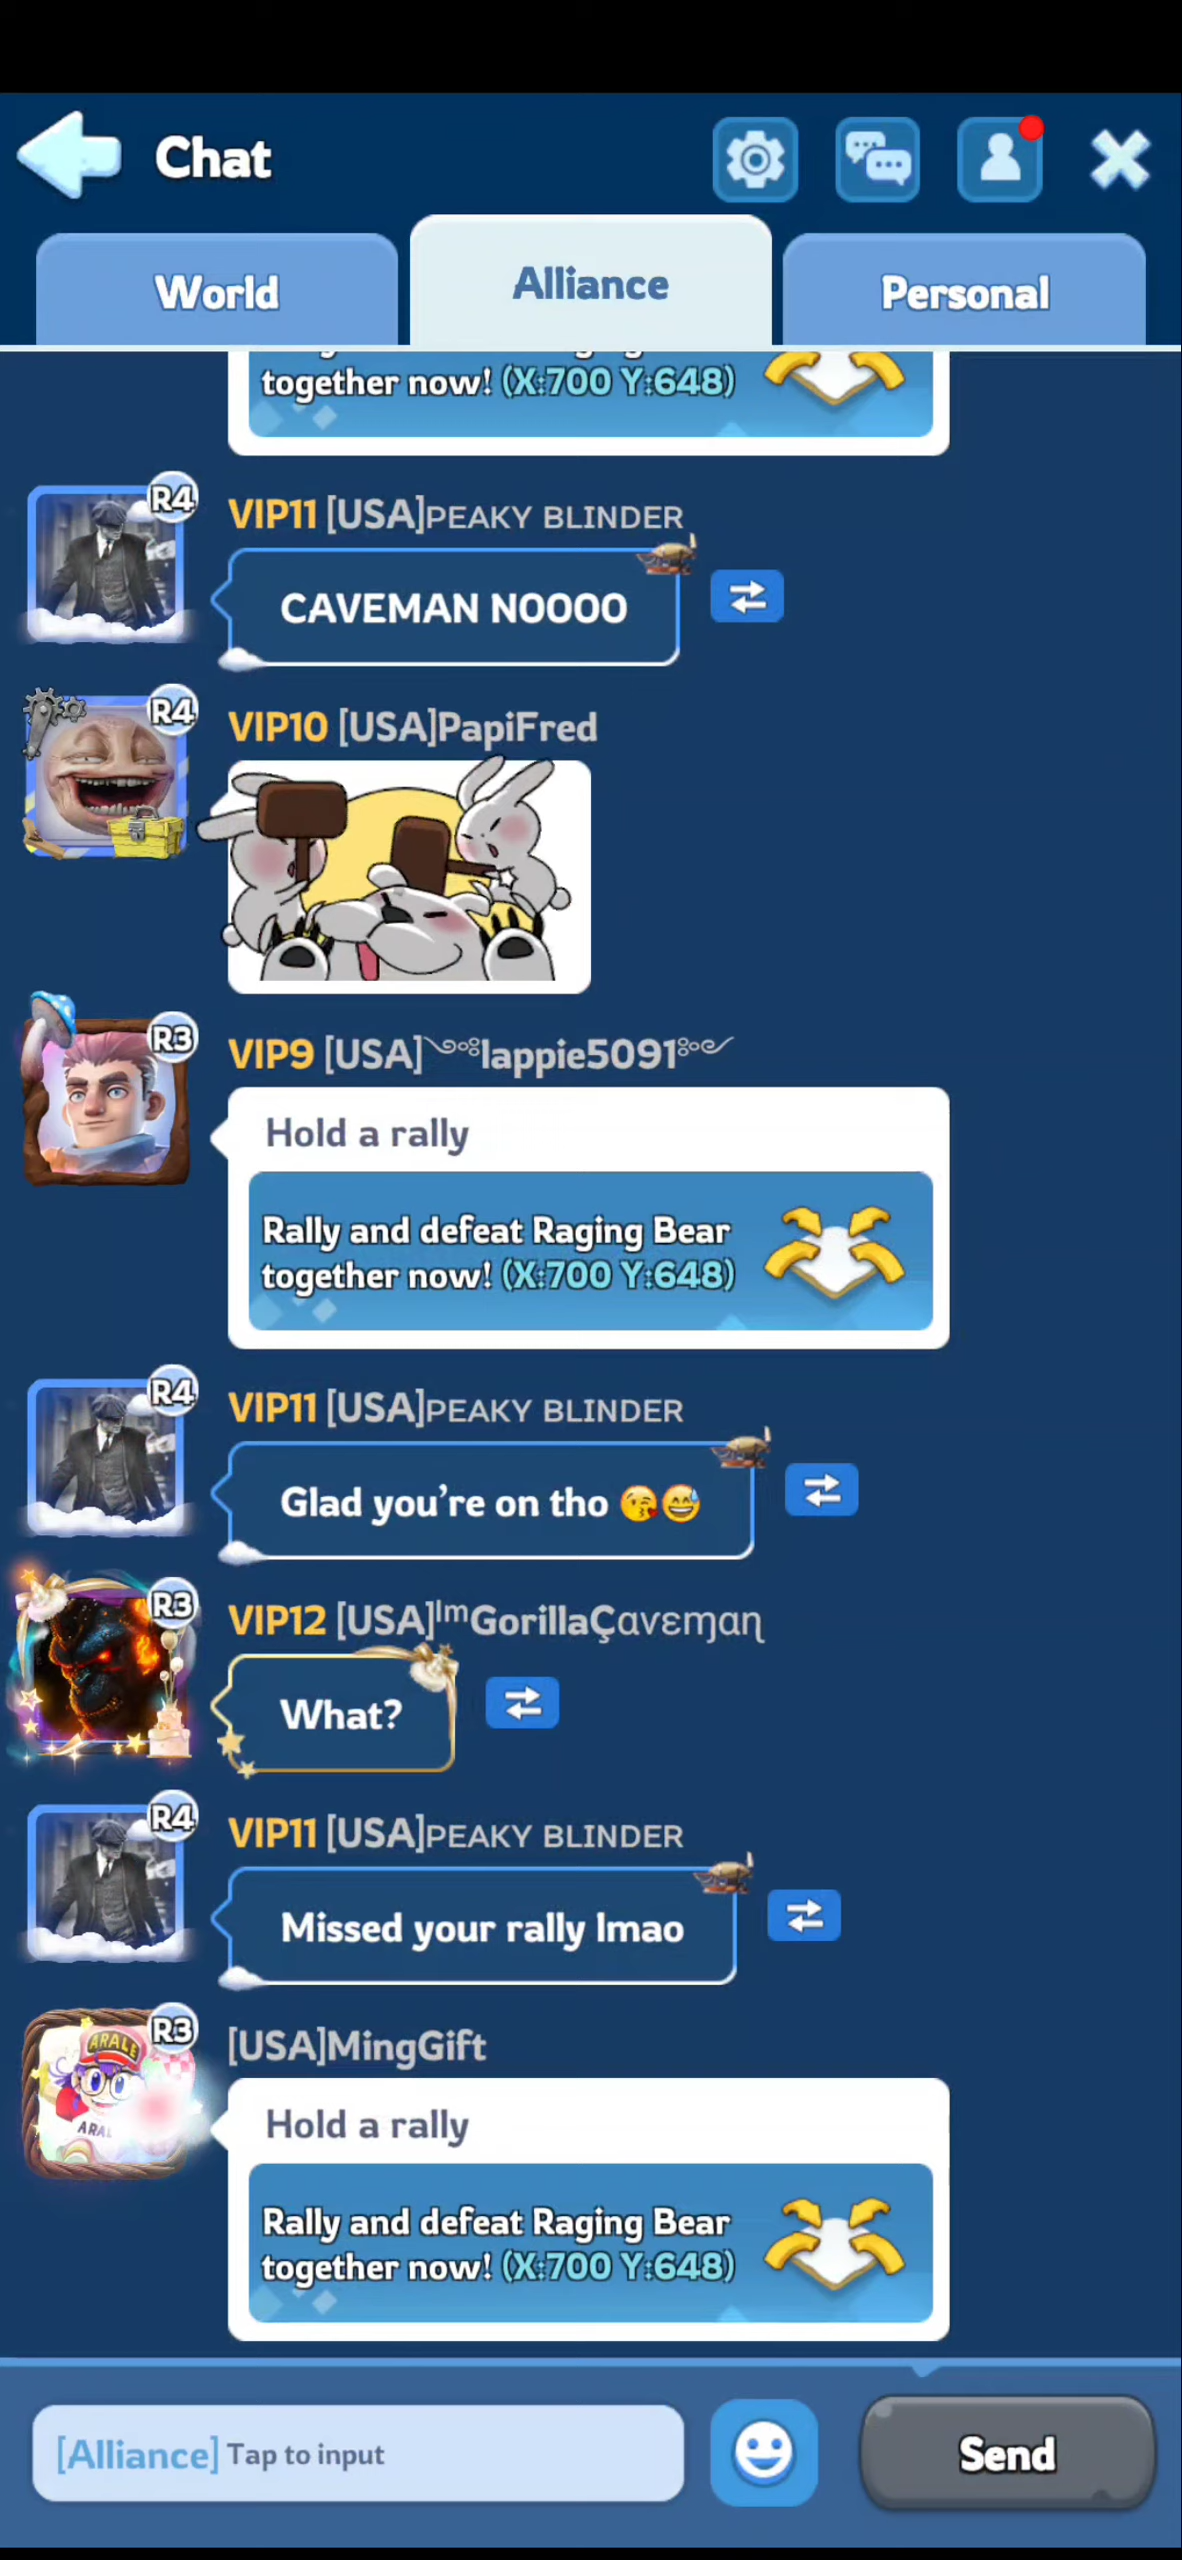 Chat
World
Alliance
Personal
together now! (X:700 Y:648)
R4
VIP11 [USA]PEAKY BLINDER
CAVEMAN NOOOO
R4
VIP10 [USA]PapiFred
R3
VIP9 [USA]༺lappie5091༻
Hold a rally
Rally and defeat Raging Bear
together now! (X:700 Y:648)
R4
VIP11 [USA]PEAKY BLINDER
Glad you’re on tho 😘😅
R3
VIP12 [USA]ᴵᵐGorillaÇαvɛɱαɳ
What?
R4
VIP11 [USA]PEAKY BLINDER
Missed your rally lmao
R3
ARALE
[USA]MingGift
Hold a rally
Rally and defeat Raging Bear
together now! (X:700 Y:648)
[Alliance] Tap to input
Send